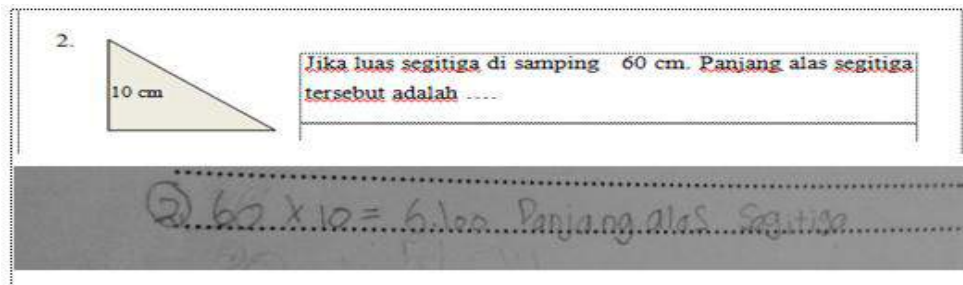 2.
10 cm
Jika luas segitiga di samping 60 cm. Panjang alas segitiga
tersebut adalah ....
2) 60 x 10 = 6.100 Panjang alas Segitiga